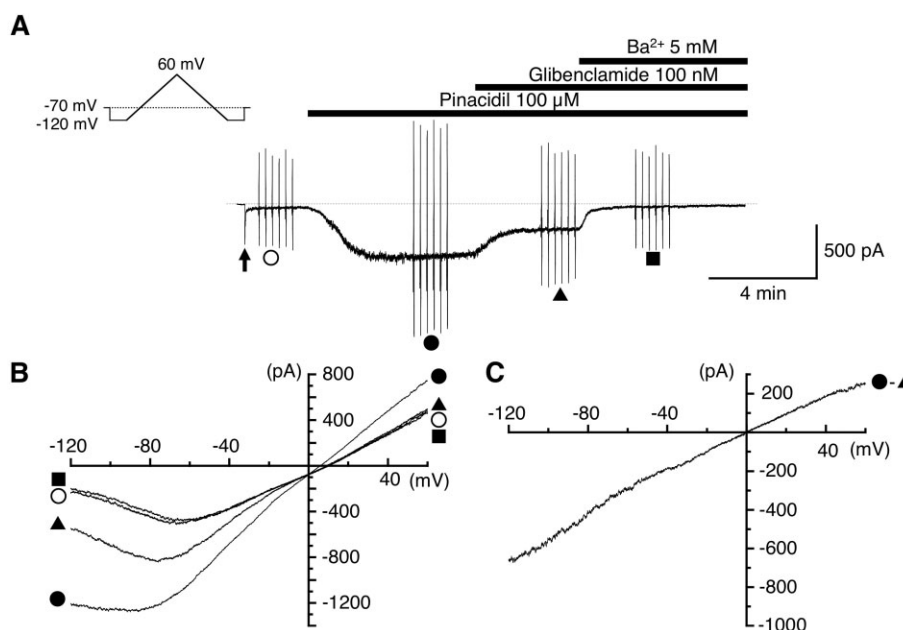 A
60 mV
-70 mV
-120 mV
Ba²⁺ 5 mM
Glibenclamide 100 nM
Pinacidil 100 µM
500 pA
4 min
B
(pA)
800
400
-120
-80
-40
40
(mV)
-400
-800
-1200
C
(pA)
200
-120
-80
-40
40
(mV)
-200
-400
-600
-800
-1000